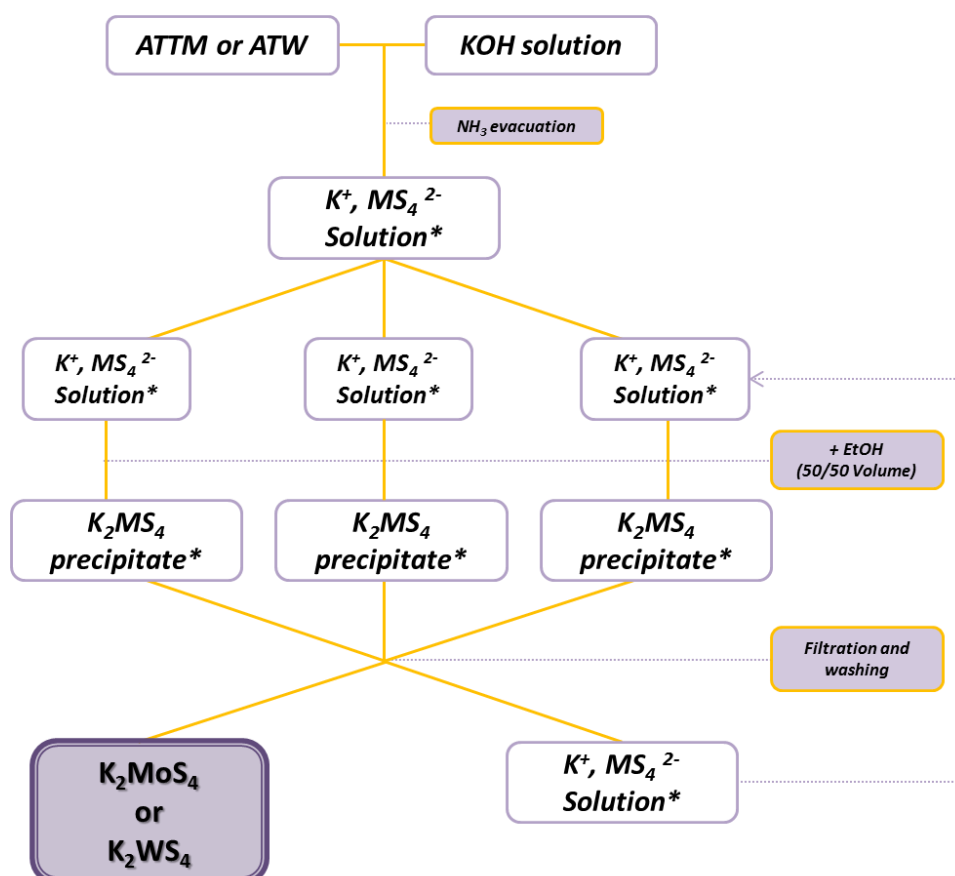 ATTM or ATW
KOH solution
NH₃ evacuation
K⁺, MS₄ ²⁻
Solution*
K⁺, MS₄ ²⁻
Solution*
K⁺, MS₄ ²⁻
Solution*
K⁺, MS₄ ²⁻
Solution*
+ EtOH
(50/50 Volume)
K₂MS₄
precipitate*
K₂MS₄
precipitate*
K₂MS₄
precipitate*
Filtration and
washing
K₂MoS₄
or
K₂WS₄
K⁺, MS₄ ²⁻
Solution*